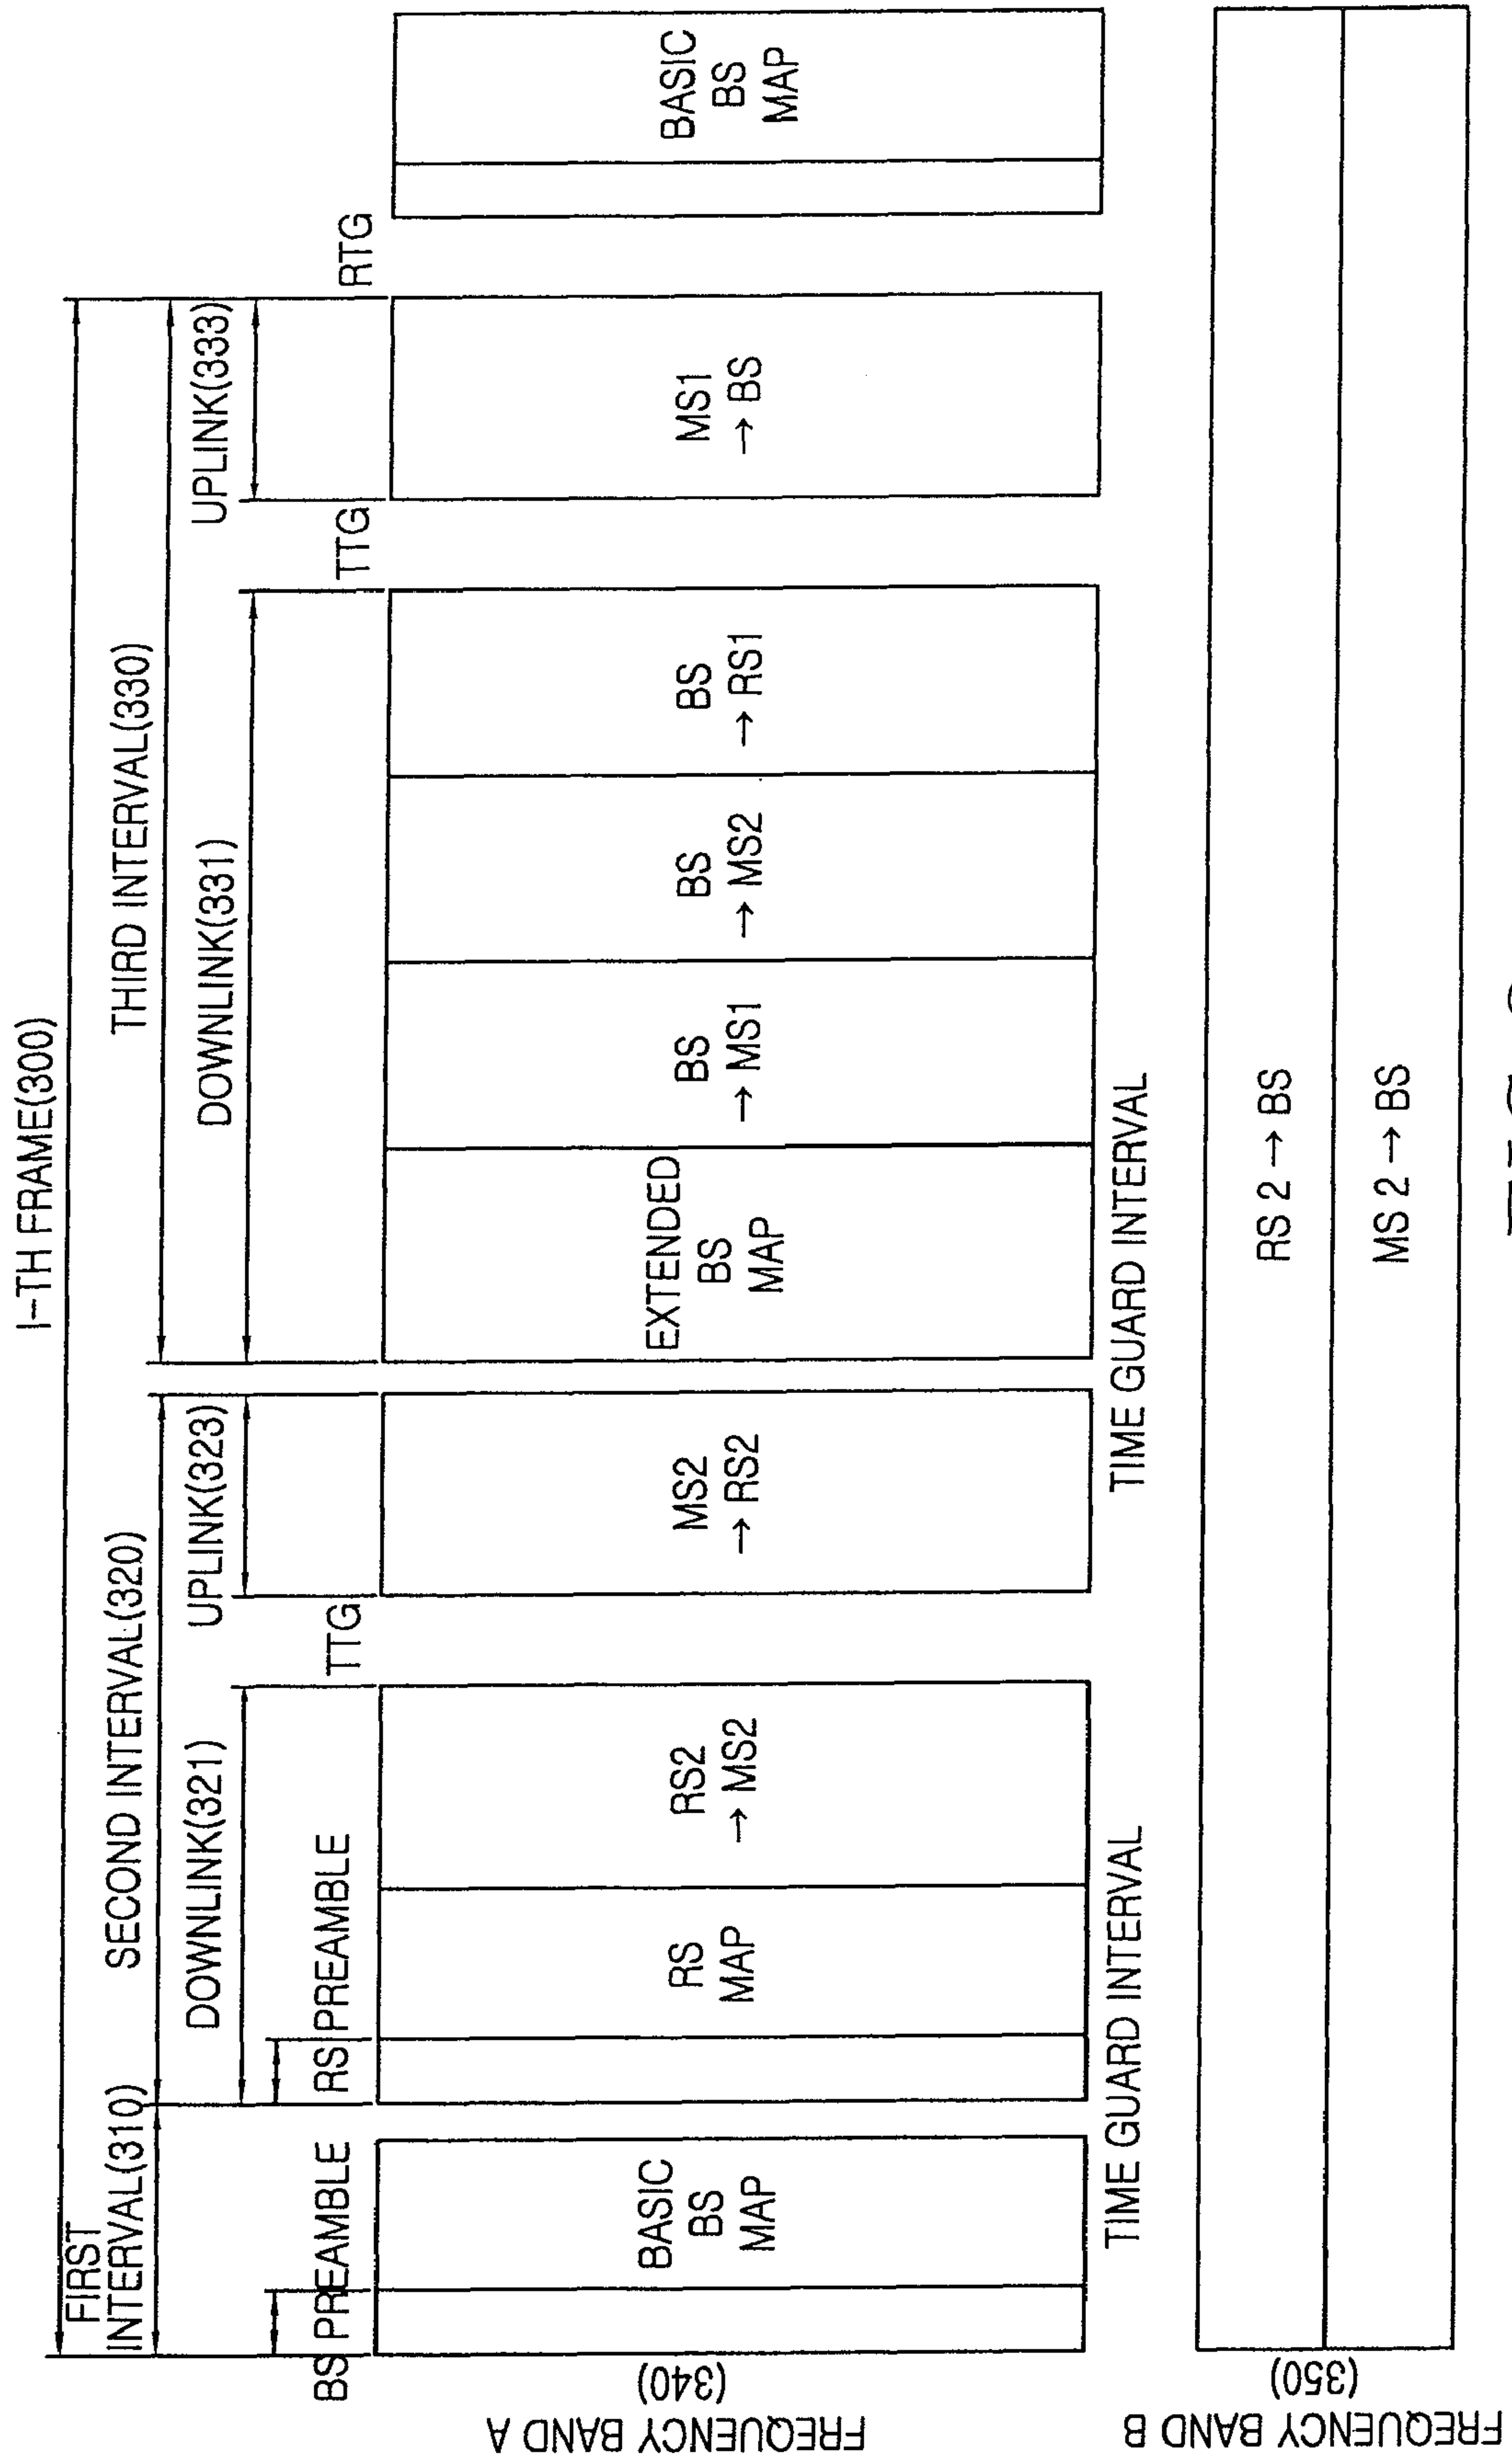 I-TH FRAME(300)
FIRST
INTERVAL(310)
SECOND INTERVAL(320)
THIRD INTERVAL(330)
DOWNLINK(321)
UPLINK(323)
DOWNLINK(331)
UPLINK(333)
BS PREAMBLE
RS PREAMBLE
TTG
TTG
RTG
FREQUENCY BAND A
(340)
BASIC
BS
MAP
RS
MAP
RS2
→ MS2
MS2
→ RS2
EXTENDED
BS
MAP
BS
→ MS1
BS
→ MS2
BS
→ RS1
MS1
→ BS
BASIC
BS
MAP
TIME GUARD INTERVAL
TIME GUARD INTERVAL
FREQUENCY BAND B
(350)
RS 2 → BS
MS 2 → BS